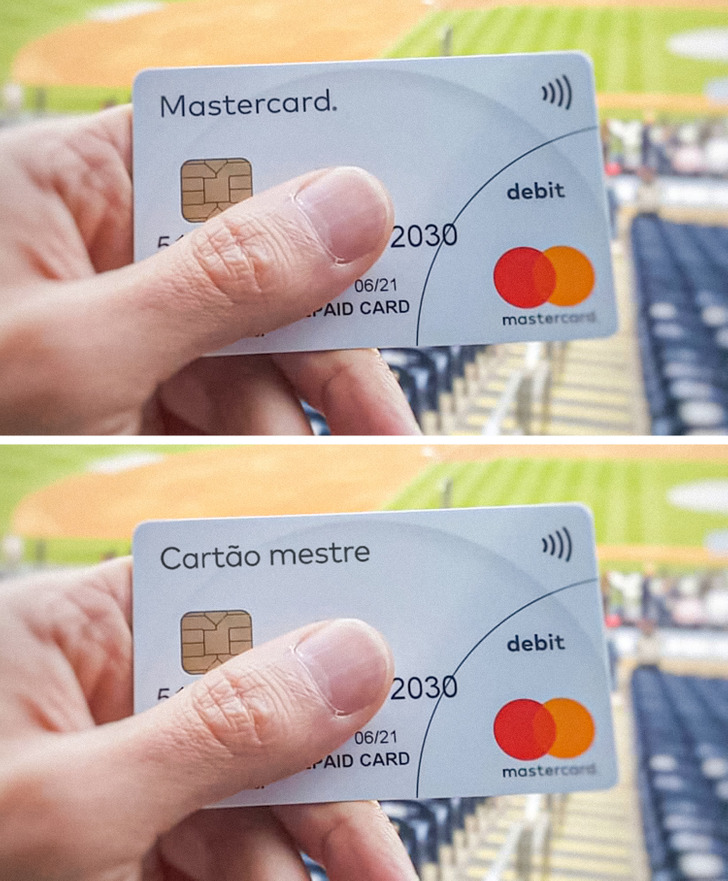 Mastercard.
debit
2030
06/21
PAID CARD
mastercard
Cartão mestre
debit
2030
06/21
PAID CARD
mastercard